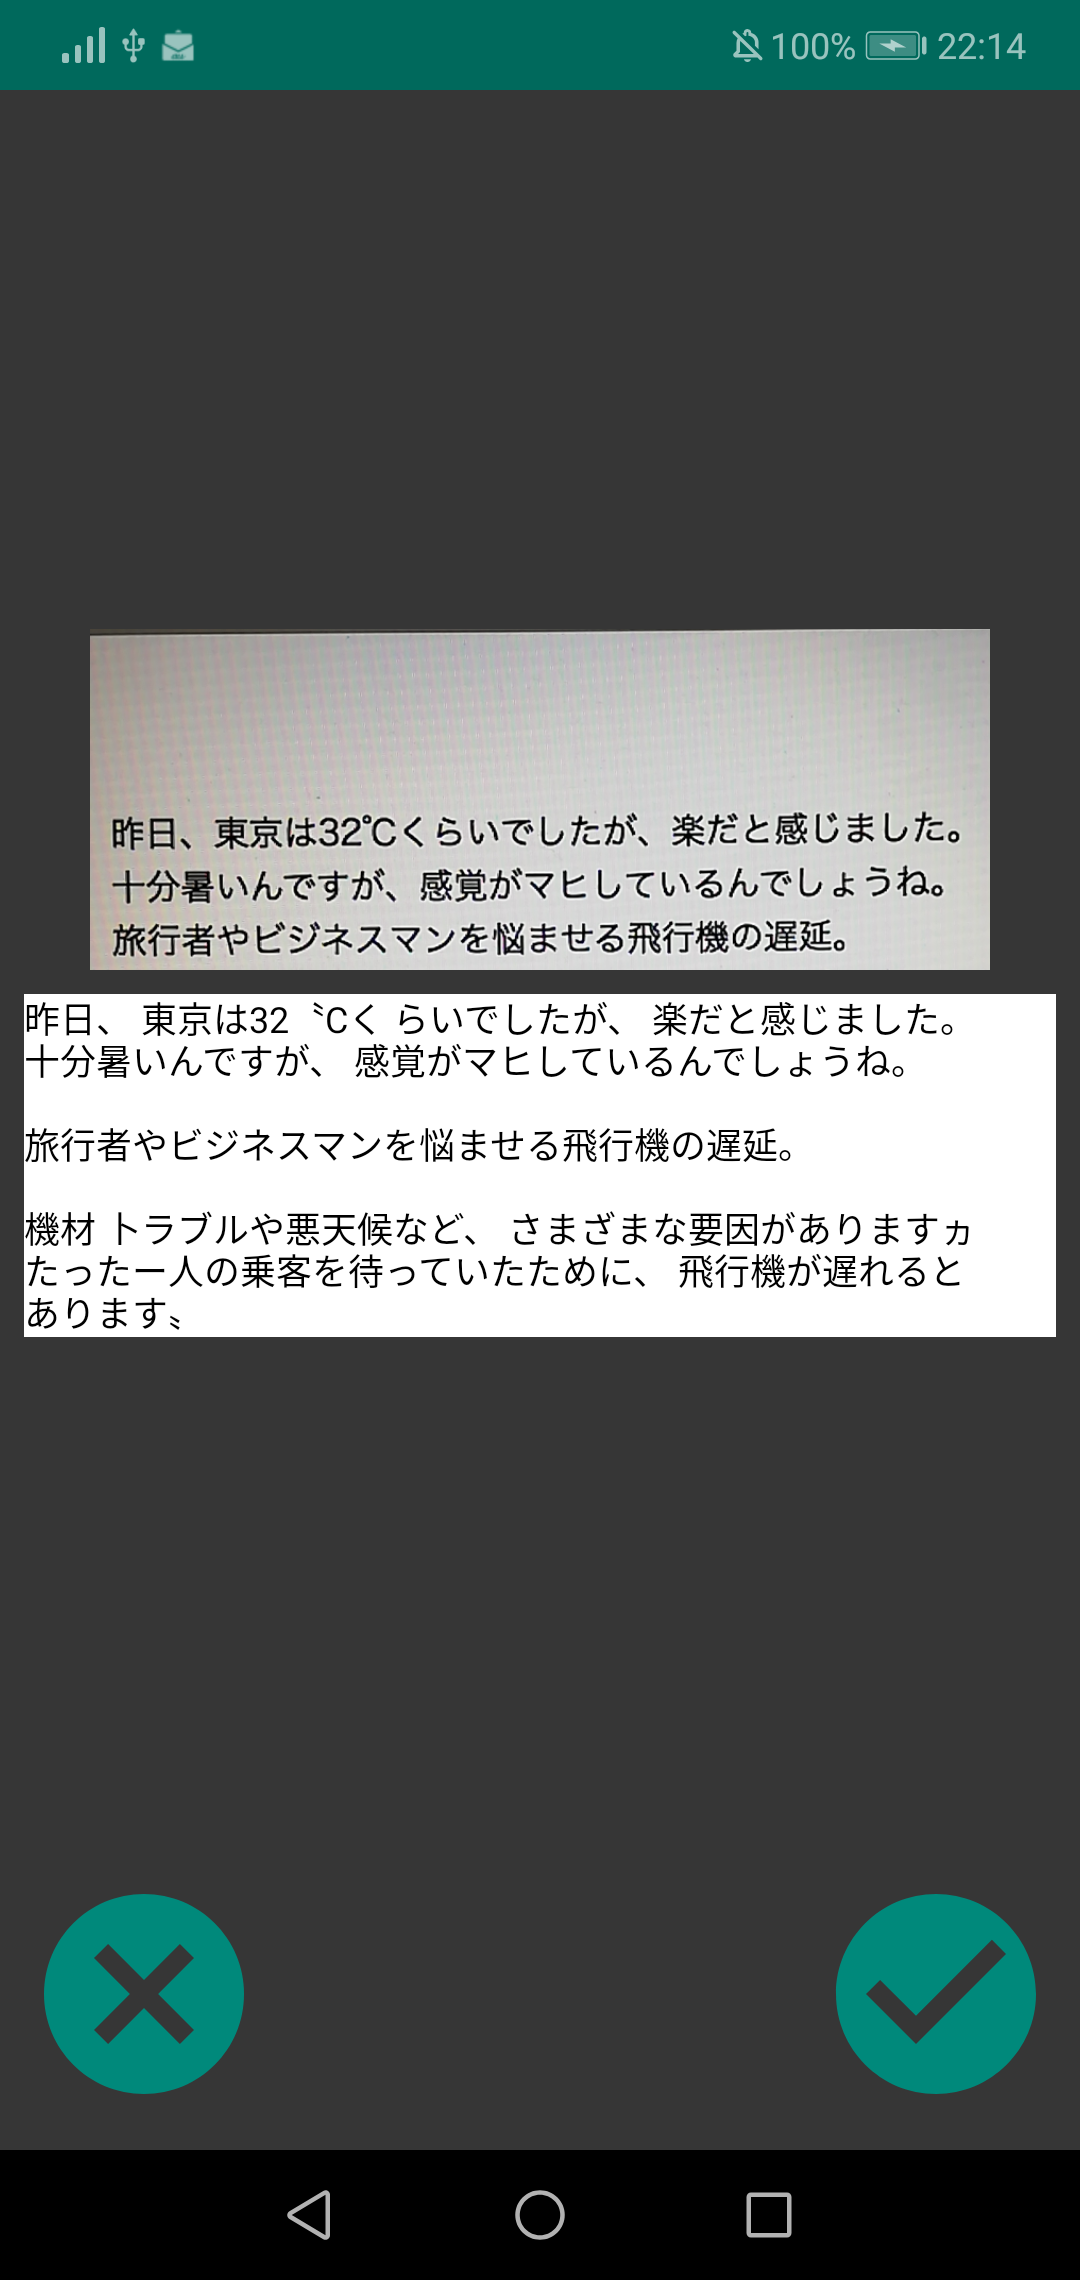 100% 22:14
昨日、東京は32℃くらいでしたが、楽だと感じました。
十分暑いんですが、感覚がマヒしているんでしょうね。
旅行者やビジネスマンを悩ませる飛行機の遅延。
昨日、 東京は32〝Cく らいでしたが、 楽だと感じました。
十分暑いんですが、 感覚がマヒしているんでしょうね。
旅行者やビジネスマンを悩ませる飛行機の遅延。
機材 トラブルや悪天候など、 さまざまな要因がありますヵ
たったー人の乗客を待っていたために、 飛行機が遅れると
あります〟